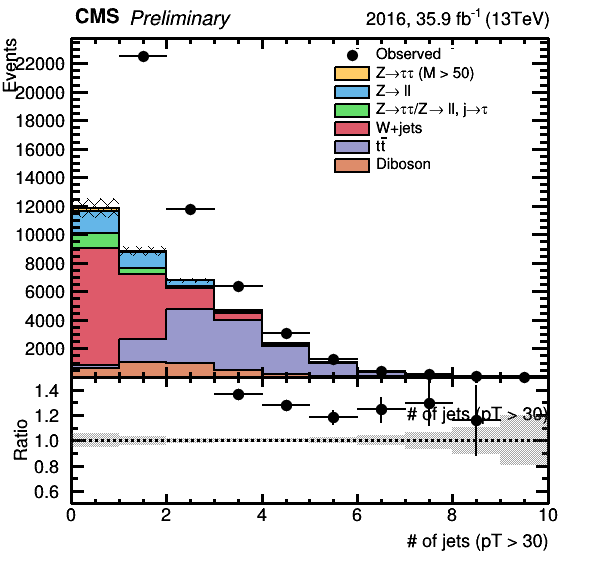 CMS Preliminary 2016, 35.9 fb⁻¹ (13TeV)
Events
22000
20000
18000
16000
14000
12000
10000
8000
6000
4000
2000
Observed
Z→ττ (M > 50)
Z→ ll
Z→ττ/Z→ ll, j→τ
W+jets
tt̄
Diboson
# of jets (pT > 30)
Ratio
1.4
1.2
1.0
0.8
0.6
0 2 4 6 8 10
# of jets (pT > 30)